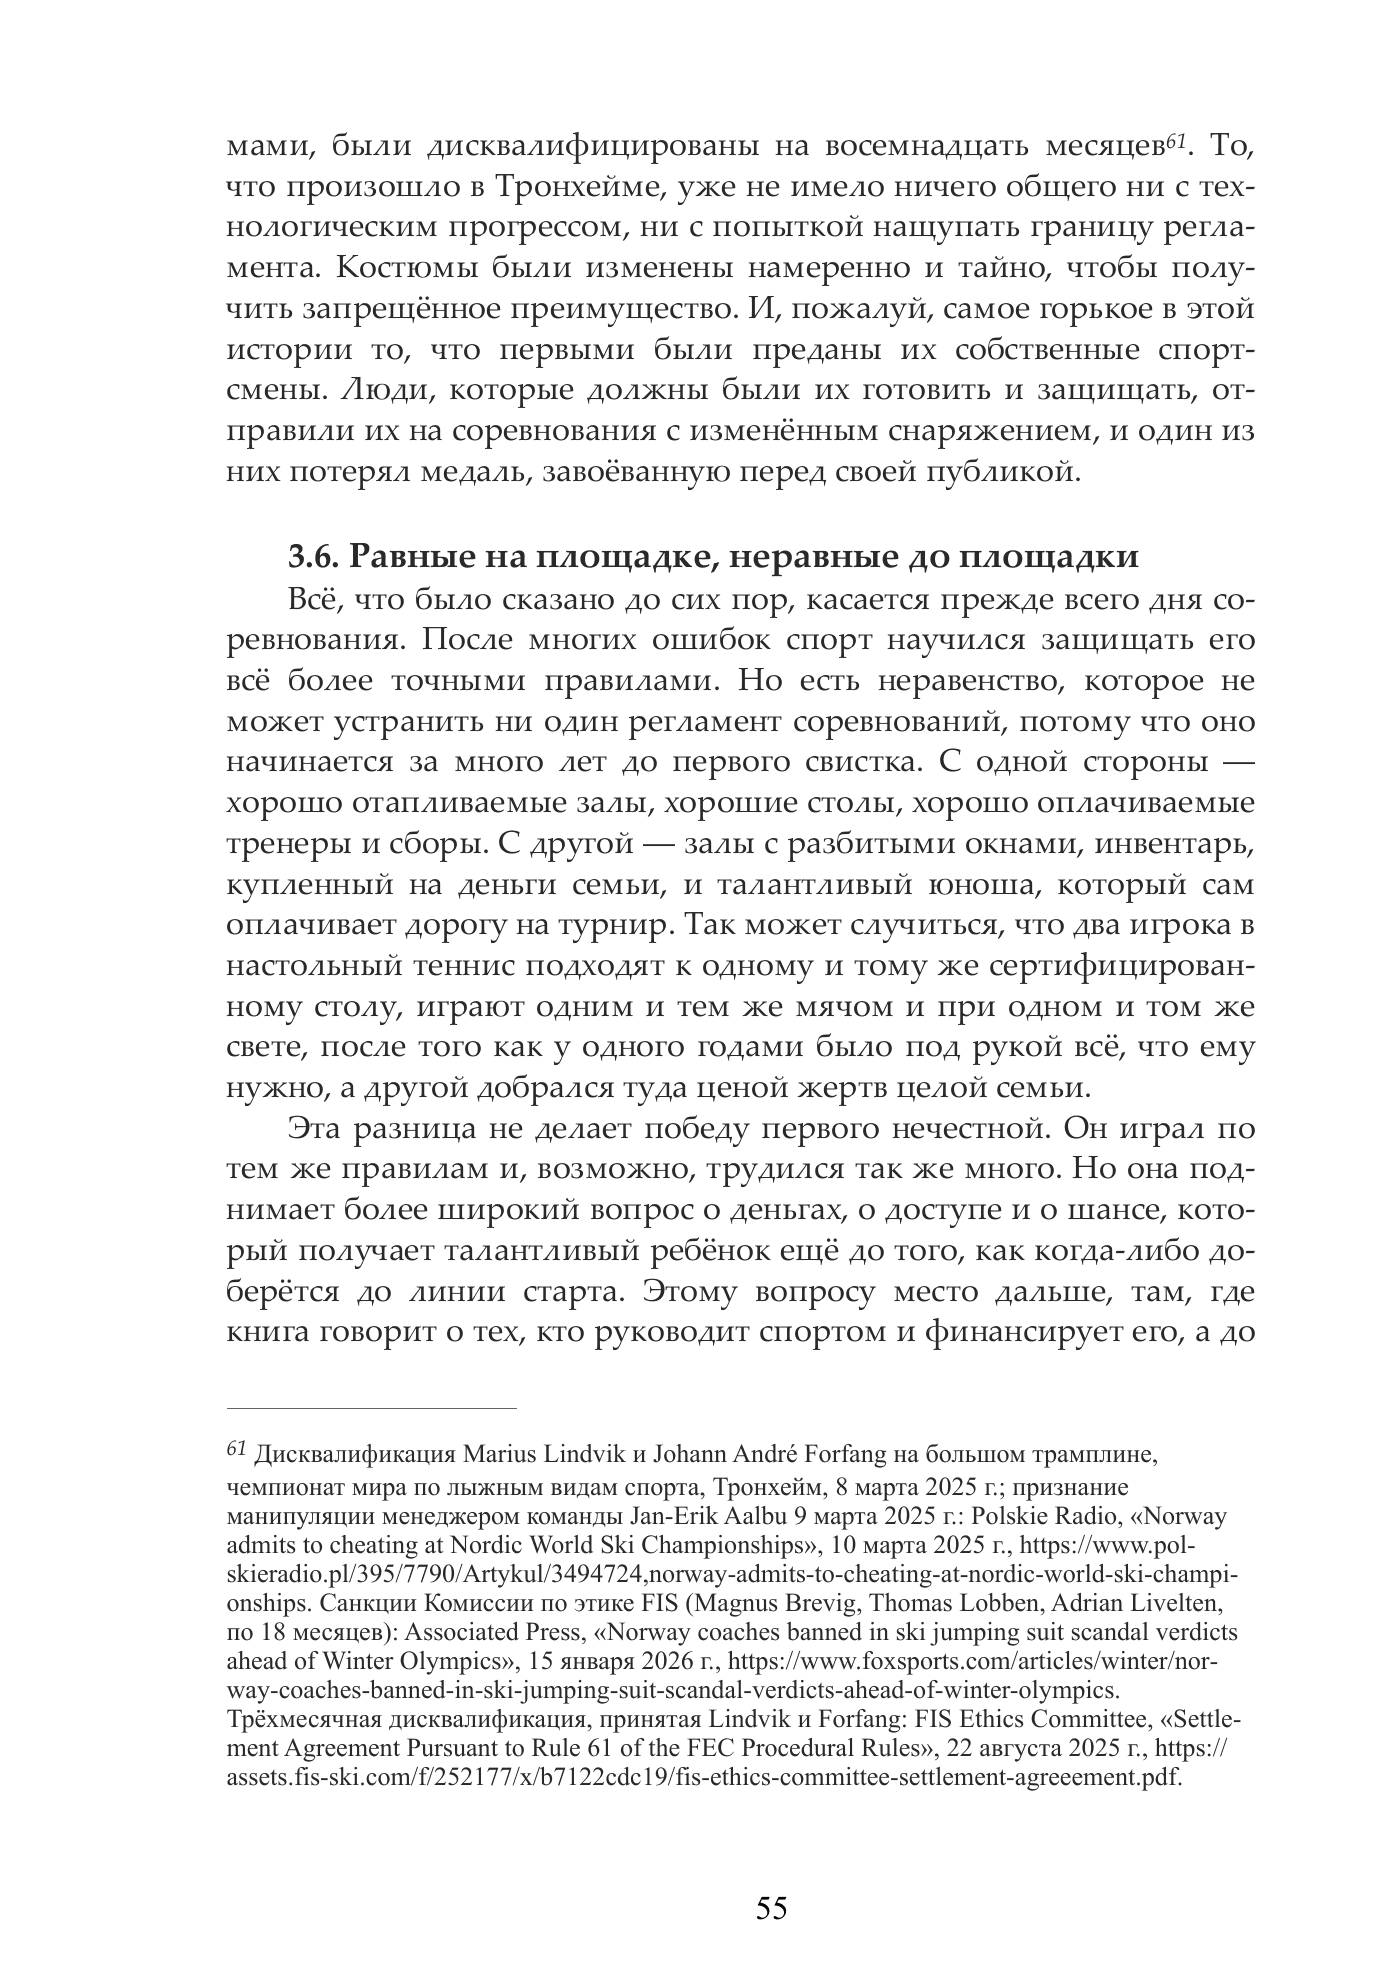 мами, были дисквалифицированы на восемнадцать месяцев61. То,
что произошло в Тронхейме, уже не имело ничего общего ни с тех-
нологическим прогрессом, ни с попыткой нащупать границу регла-
мента. Костюмы были изменены намеренно и тайно, чтобы полу-
чить запрещённое преимущество. И, пожалуй, самое горькое в этой
истории то, что первыми были преданы их собственные спорт-
смены. Люди, которые должны были их готовить и защищать, от-
правили их на соревнования с изменённым снаряжением, и один из
них потерял медаль, завоёванную перед своей публикой.
3.6. Равные на площадке, неравные до площадки
Всё, что было сказано до сих пор, касается прежде всего дня со-
ревнования. После многих ошибок спорт научился защищать его
всё более точными правилами. Но есть неравенство, которое не
может устранить ни один регламент соревнований, потому что оно
начинается за много лет до первого свистка. С одной стороны —
хорошо отапливаемые залы, хорошие столы, хорошо оплачиваемые
тренеры и сборы. С другой — залы с разбитыми окнами, инвентарь,
купленный на деньги семьи, и талантливый юноша, который сам
оплачивает дорогу на турнир. Так может случиться, что два игрока в
настольный теннис подходят к одному и тому же сертифицирован-
ному столу, играют одним и тем же мячом и при одном и том же
свете, после того как у одного годами было под рукой всё, что ему
нужно, а другой добрался туда ценой жертв целой семьи.
Эта разница не делает победу первого нечестной. Он играл по
тем же правилам и, возможно, трудился так же много. Но она под-
нимает более широкий вопрос о деньгах, о доступе и о шансе, кото-
рый получает талантливый ребёнок ещё до того, как когда-либо до-
берётся до линии старта. Этому вопросу место дальше, там, где
книга говорит о тех, кто руководит спортом и финансирует его, а до
61 Дисквалификация Marius Lindvik и Johann André Forfang на большом трамплине,
чемпионат мира по лыжным видам спорта, Тронхейм, 8 марта 2025 г.; признание
манипуляции менеджером команды Jan-Erik Aalbu 9 марта 2025 г.: Polskie Radio, «Norway
admits to cheating at Nordic World Ski Championships», 10 марта 2025 г., https://www.pol-
skieradio.pl/395/7790/Artykul/3494724,norway-admits-to-cheating-at-nordic-world-ski-champi-
onships. Санкции Комиссии по этике FIS (Magnus Brevig, Thomas Lobben, Adrian Livelten,
по 18 месяцев): Associated Press, «Norway coaches banned in ski jumping suit scandal verdicts
ahead of Winter Olympics», 15 января 2026 г., https://www.foxsports.com/articles/winter/nor-
way-coaches-banned-in-ski-jumping-suit-scandal-verdicts-ahead-of-winter-olympics.
Трёхмесячная дисквалификация, принятая Lindvik и Forfang: FIS Ethics Committee, «Settle-
ment Agreement Pursuant to Rule 61 of the FEC Procedural Rules», 22 августа 2025 г., https://
assets.fis-ski.com/f/252177/x/b7122cdc19/fis-ethics-committee-settlement-agreeement.pdf.
55